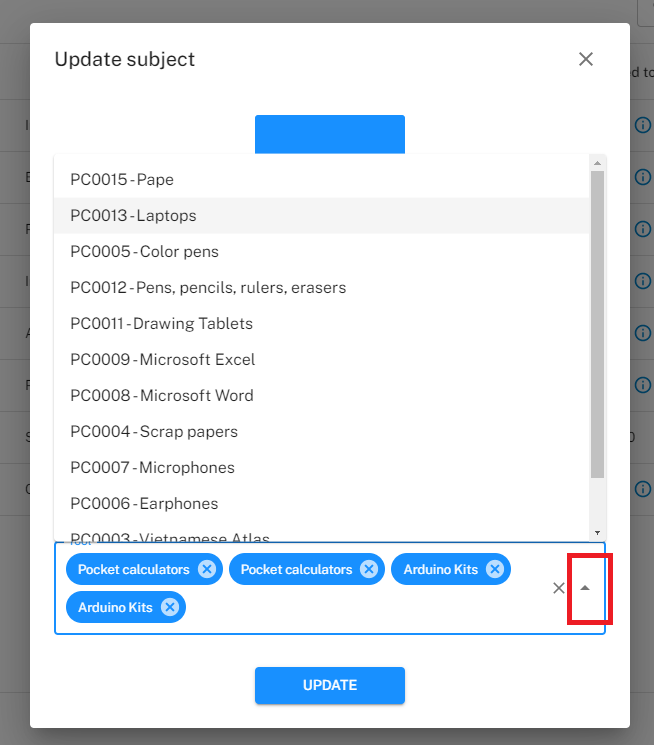 Update subject
d to
PC0015 - Pape
PC0013 - Laptops
PC0005 - Color pens
PC0012 - Pens, pencils, rulers, erasers
PC0011 - Drawing Tablets
PC0009 - Microsoft Excel
PC0008 - Microsoft Word
PC0004 - Scrap papers
PC0007 - Microphones
PC0006 - Earphones
PC0003 - Vietnamese Atlas
Pocket calculators Pocket calculators Arduino Kits
Arduino Kits
UPDATE